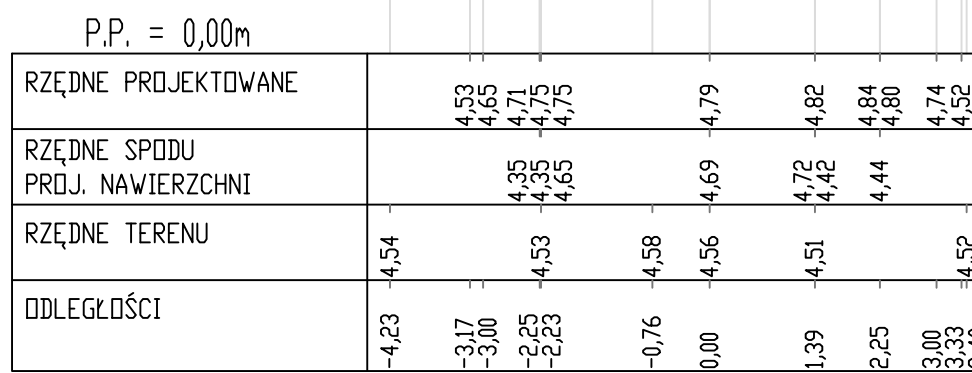 P.P. = 0,00m
RZĘDNE PROJEKTOWANE
4,53 4,65 4,71 4,75 4,75 4,79 4,82 4,84 4,80 4,74 4,52
RZĘDNE SPODU
PROJ. NAWIERZCHNI
4,35 4,35 4,65 4,69 4,72 4,42 4,44
RZĘDNE TERENU
4,54 4,53 4,58 4,56 4,51 4,52
ODLEGŁOŚCI
-4,23 -3,17 -3,00 -2,25 -2,23 -0,76 0,00 1,39 2,25 3,00 3,33